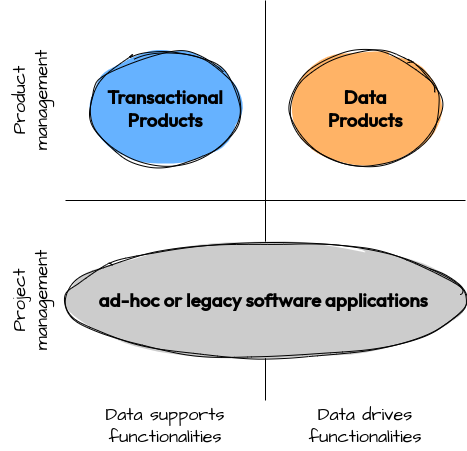 Product
management
Transactional
Products
Data
Products
Project
management
ad-hoc or legacy software applications
Data supports
functionalities
Data drives
functionalities